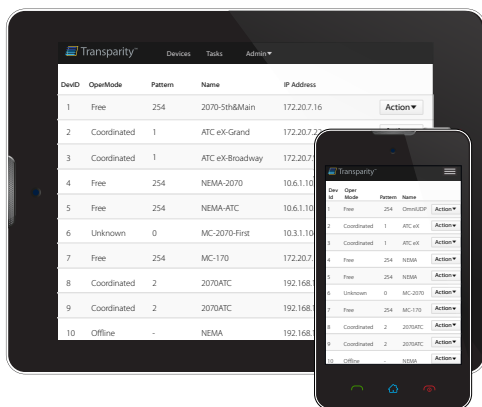 Transparity™ Devices Tasks Admin▼
DevID OperMode Pattern Name IP Address
1 Free 254 2070-5th&Main 172.20.7.16 Action▼
2 Coordinated 1 ATC eX-Grand
3 Coordinated 1 ATC eX-Broadway
4 Free 254 NEMA-2070
5 Free 254 NEMA-ATC
6 Unknown 0 MC-2070-First
7 Free 254 MC-170
8 Coordinated 2 2070ATC
9 Coordinated 2 2070ATC
10 Offline - NEMA
Transparity™
Dev Oper
Id Mode Pattern Name
1 Free 254 OmniUDP Action▼
2 Coordinated 1 ATC eX Action▼
3 Coordinated 1 ATC eX Action▼
4 Free 254 NEMA Action▼
5 Free 254 NEMA Action▼
6 Unknown 0 MC-2070 Action▼
7 Free 254 MC-170 Action▼
8 Coordinated 2 2070ATC Action▼
9 Coordinated 2 2070ATC Action▼
10 Offline - NEMA Action▼